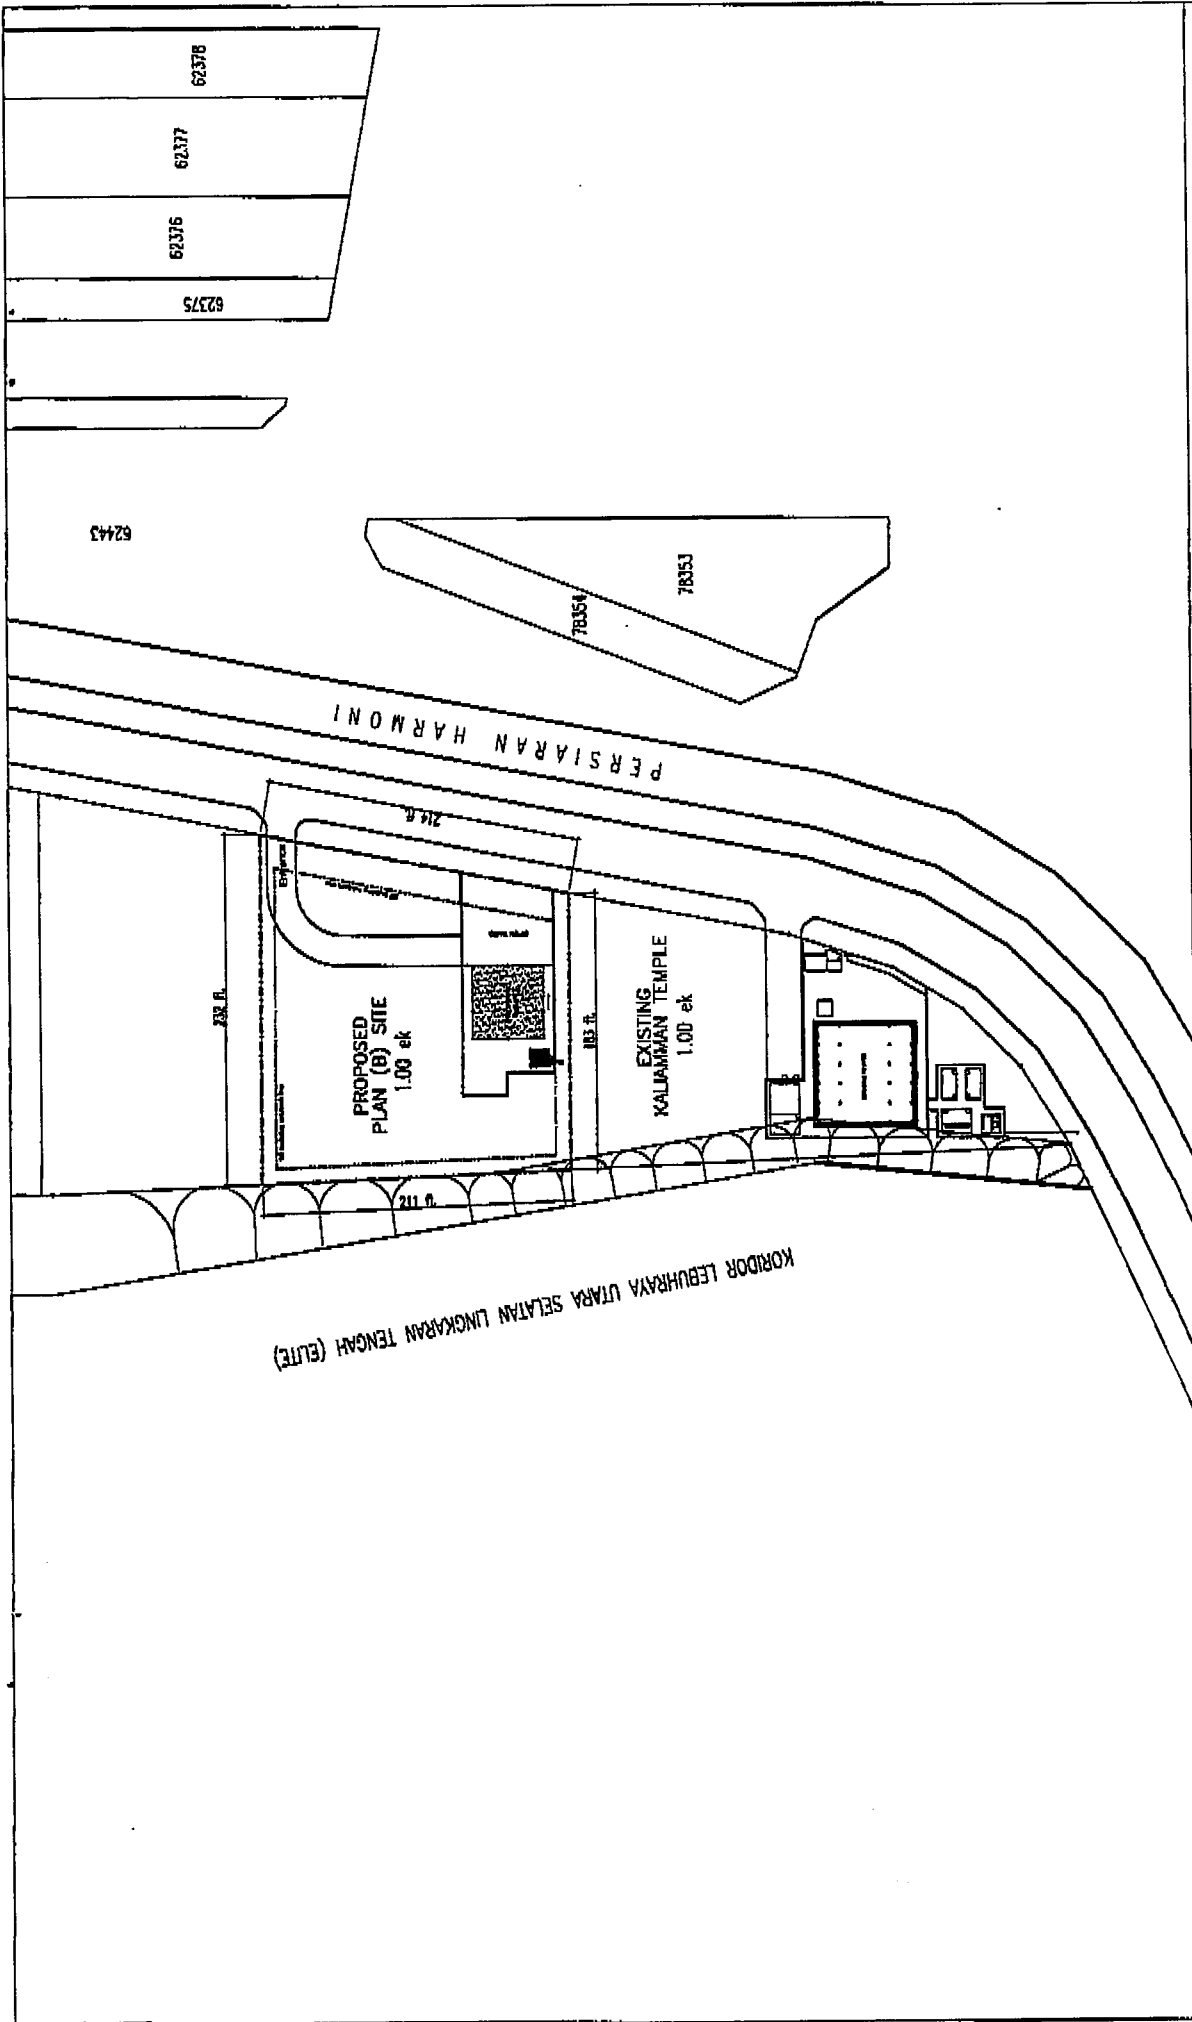 62378
62377
62376
62375
62443
78354
78353
PERSIARAN HARMONI
214 ft.
232 ft.
Entrance
PROPOSED
PLAN (B) SITE
1.00 ek
183 ft.
EXISTING
KALIAMMAN TEMPLE
1.00 ek
211 ft.
KORIDOR LEBUHRAYA UTARA SELATAN LINGKARAN TENGAH (ELITE)